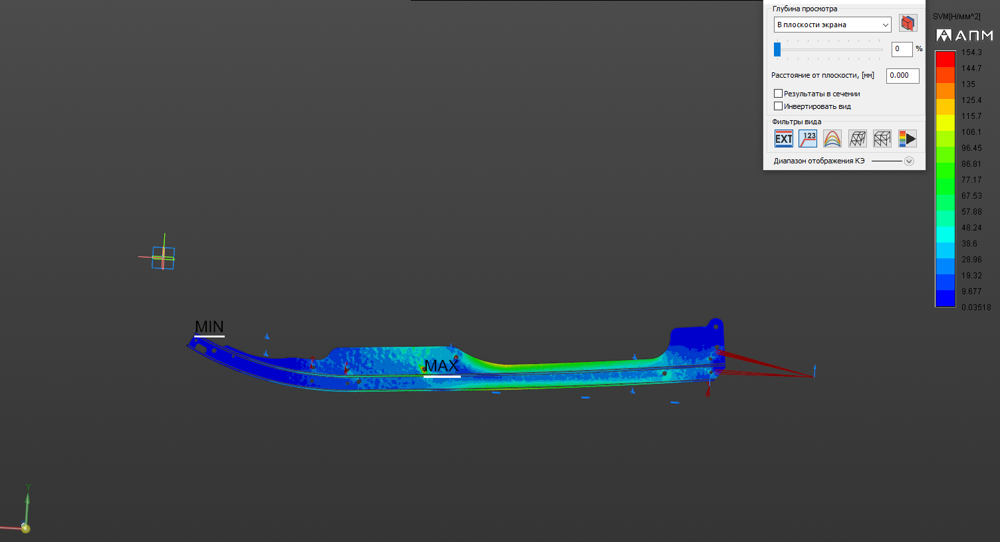 Глубина просмотра
В плоскости экрана
0 %
Расстояние от плоскости, [мм] 0.000
Результаты в сечении
Инвертировать вид
Фильтры вида
EXT 123
Диапазон отображения КЭ
SVM[Н/мм^2]
АПМ
154.3
144.7
135
125.4
115.7
106.1
96.45
86.81
77.17
67.53
57.88
48.24
38.6
28.96
19.32
9.677
0.03518
MIN
MAX
Y